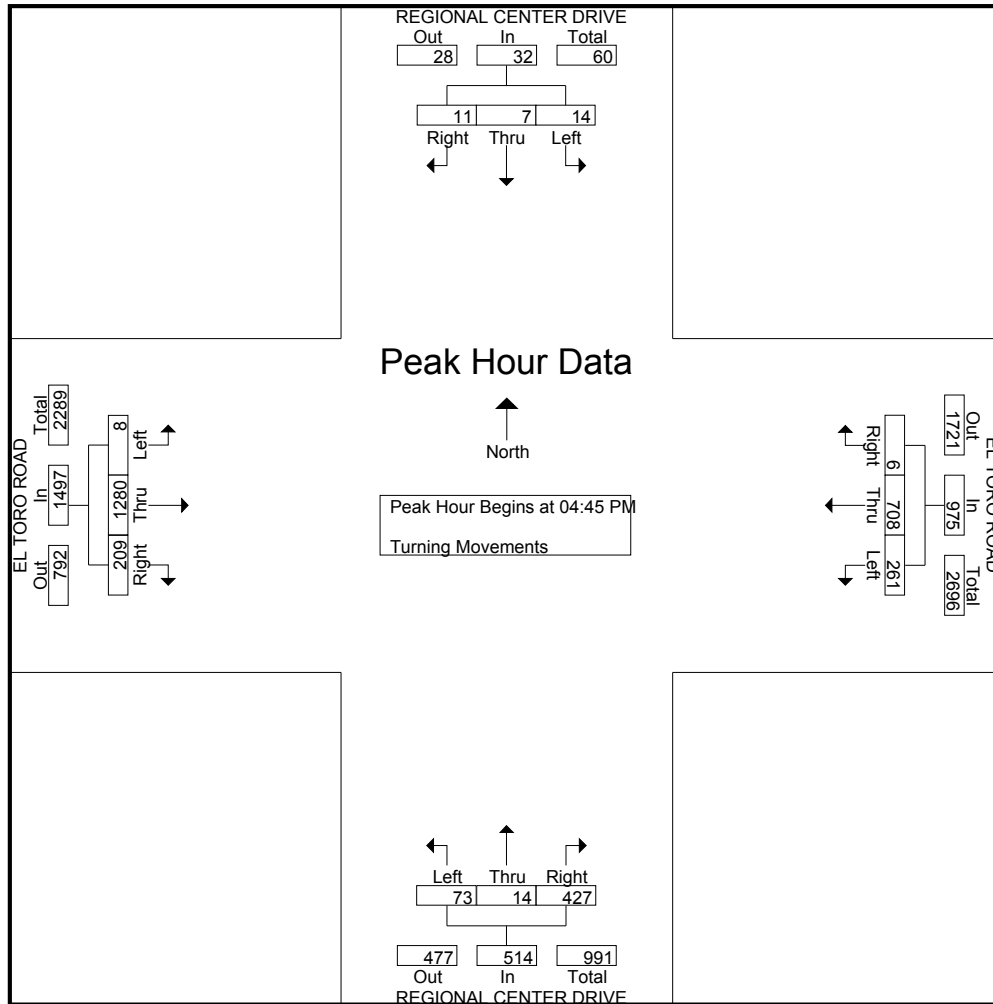 REGIONAL CENTER DRIVE
Out In Total
28 32 60
11 7 14
Right Thru Left
Peak Hour Data
North
Peak Hour Begins at 04:45 PM
Turning Movements
EL TORO ROAD
Out In Total
792 1497 2289
209 1280 8
Right Thru Left
EL TORO ROAD
Out In Total
1721 975 2696
6 708 261
Right Thru Left
Left Thru Right
73 14 427
477 514 991
Out In Total
REGIONAL CENTER DRIVE